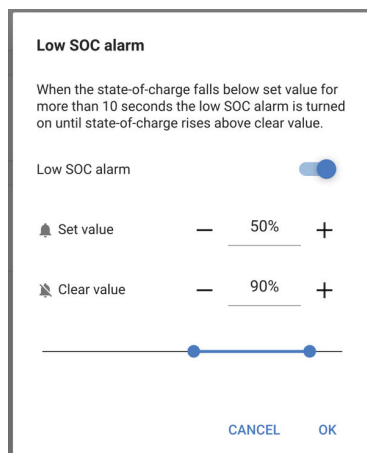 Low SOC alarm
When the state-of-charge falls below set value for
more than 10 seconds the low SOC alarm is turned
on until state-of-charge rises above clear value.
Low SOC alarm
Set value — 50% +
Clear value — 90% +
CANCEL OK